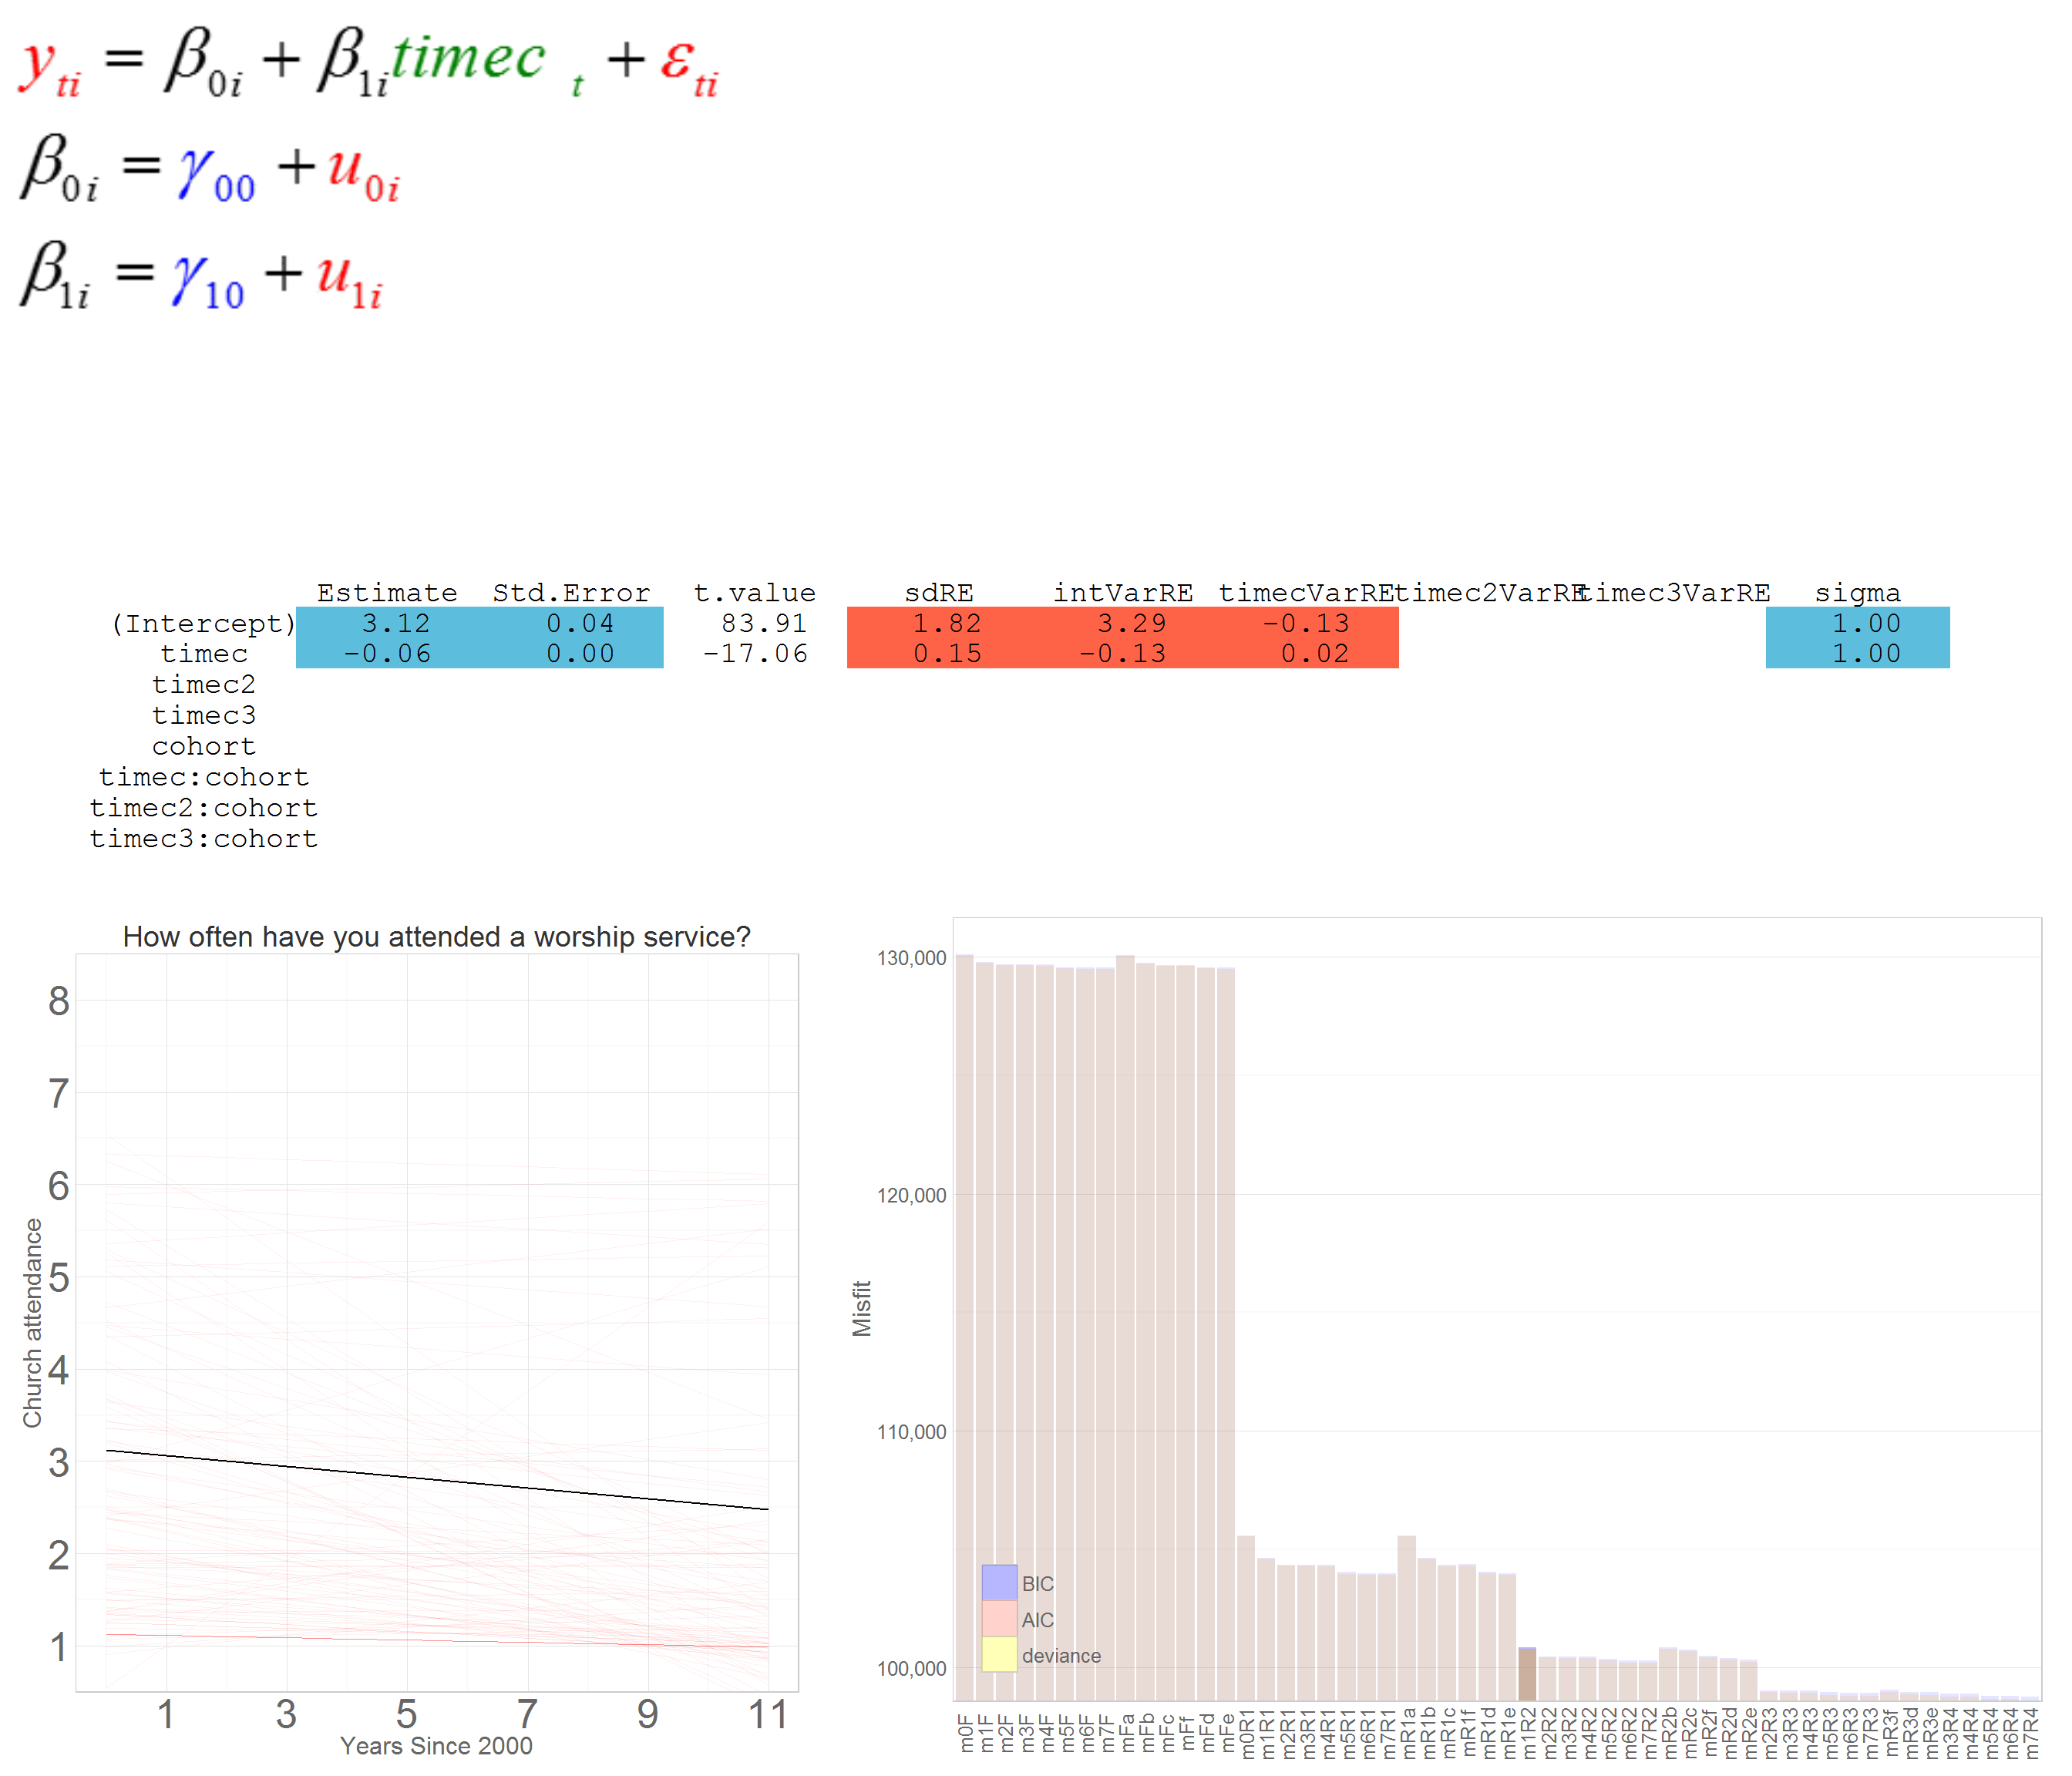 y_ti = β_0i + β_1i timec_t + ε_ti
β_0i = γ_00 + u_0i
β_1i = γ_10 + u_1i
Estimate Std.Error t.value sdRE intVarRE timecVarRE timec2VarRE timec3VarRE sigma
(Intercept) 3.12 0.04 83.91 1.82 3.29 -0.13 1.00
timec -0.06 0.00 -17.06 0.15 -0.13 0.02 1.00
timec2
timec3
cohort
timec:cohort
timec2:cohort
timec3:cohort
How often have you attended a worship service?
8
7
6
5
4
3
2
1
Church attendance
1 3 5 7 9 11
Years Since 2000
130,000
120,000
110,000
100,000
Misfit
BIC
AIC
deviance
m0F m1F m2F m3F m4F m5F m6F m7F mFa mFb mFc mFf mFd mFe m0R1 m1R1 m2R1 m3R1 m4R1 m5R1 m6R1 m7R1 mR1a mR1b mR1c mR1f mR1d mR1e m1R2 m2R2 m3R2 m4R2 m5R2 m6R2 m7R2 mR2b mR2c mR2f mR2d mR2e m2R3 m3R3 m4R3 m5R3 m6R3 m7R3 mR3f mR3d mR3e m3R4 m4R4 m5R4 m6R4 m7R4